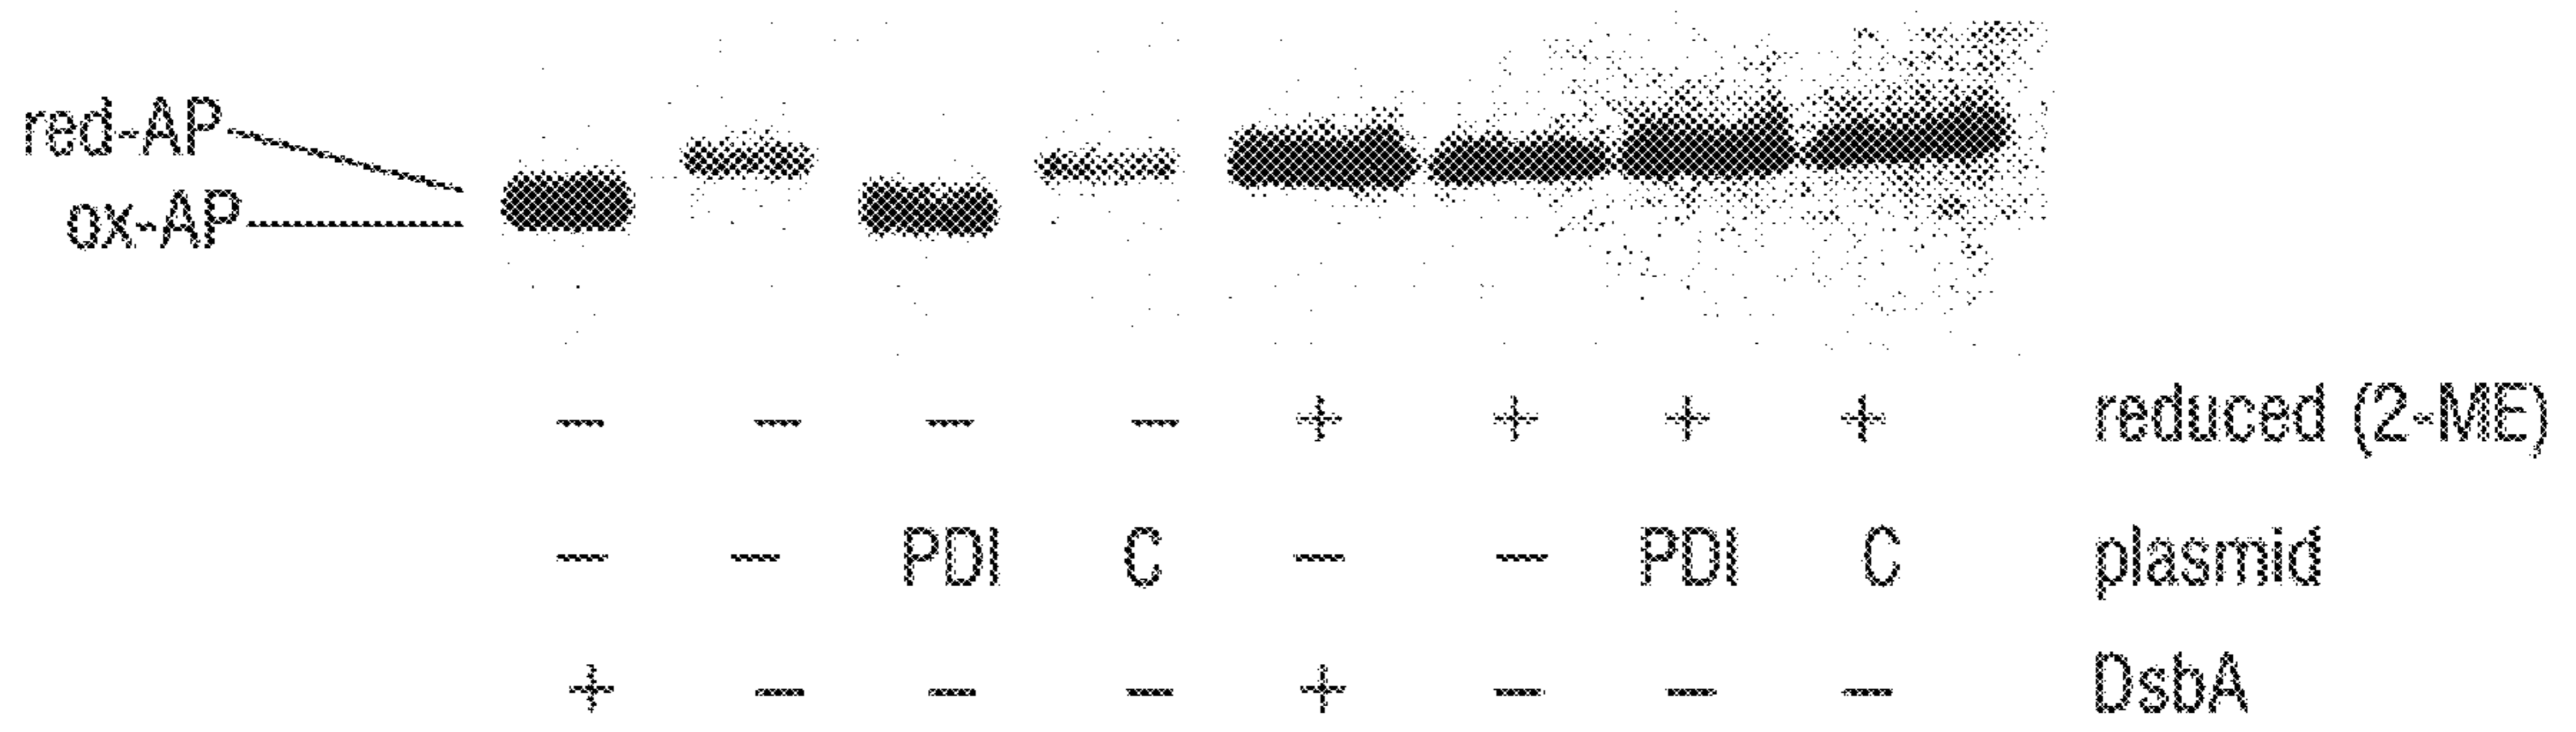 red-AP
ox-AP
− − − − + + + + reduced (2-ME)
− − PDI C − − PDI C plasmid
+ − − − + − − − DsbA